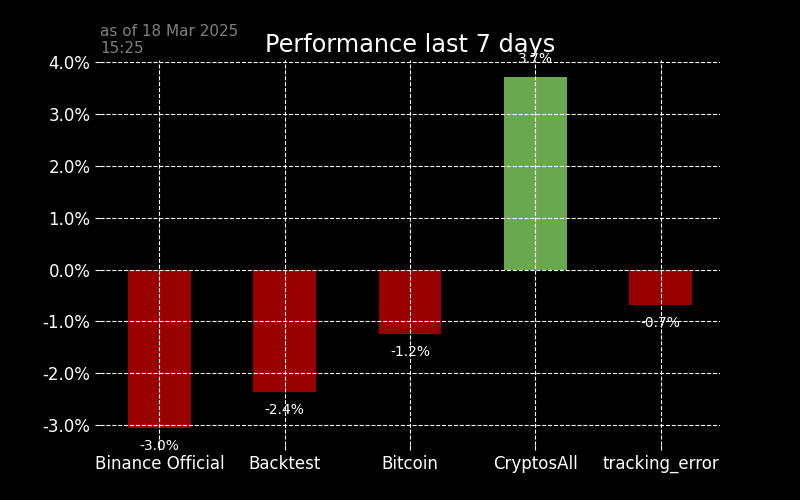 as of 18 Mar 2025
15:25
Performance last 7 days
4.0%
3.0%
2.0%
1.0%
0.0%
-1.0%
-2.0%
-3.0%
3.7%
-0.7%
-1.2%
-2.4%
-3.0%
Binance Official
Backtest
Bitcoin
CryptosAll
tracking_error